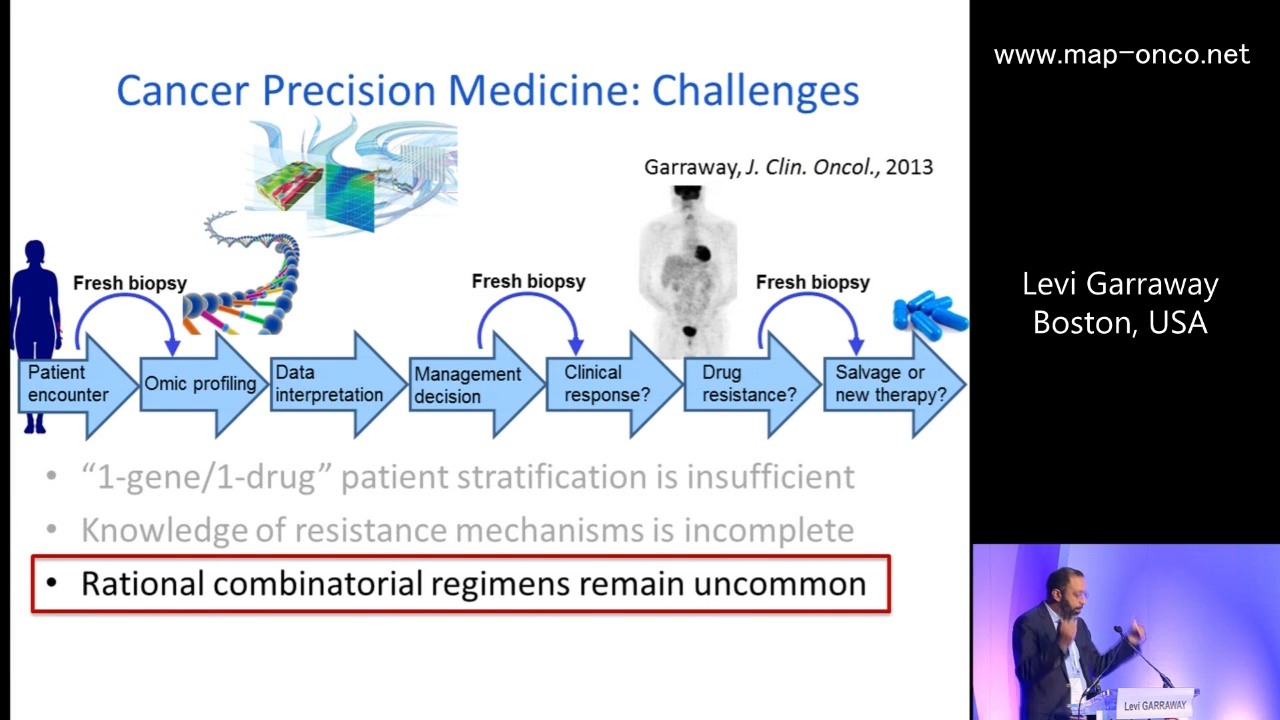 Cancer Precision Medicine: Challenges
Garraway, J. Clin. Oncol., 2013
Fresh biopsy
Fresh biopsy
Fresh biopsy
Patient
encounter
Omic profiling
Data
interpretation
Management
decision
Clinical
response?
Drug
resistance?
Salvage or
new therapy?
• “1-gene/1-drug” patient stratification is insufficient
• Knowledge of resistance mechanisms is incomplete
• Rational combinatorial regimens remain uncommon
www.map-onco.net
Levi Garraway
Boston, USA
Levi GARRAWAY